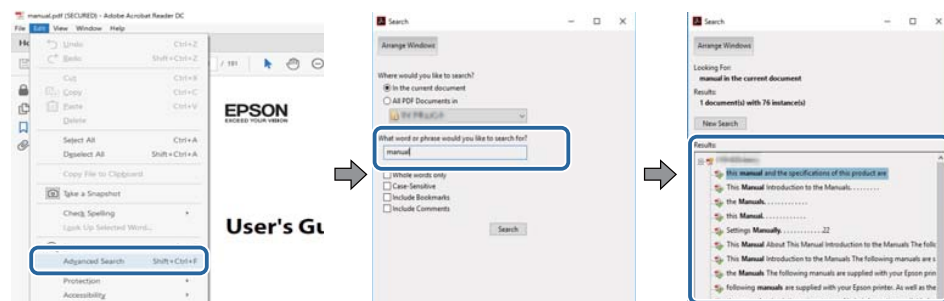 manual.pdf (SECURED) - Adobe Acrobat Reader DC
File Edit View Window Help
Undo Ctrl+Z
Redo Shift+Ctrl+Z
Cut Ctrl+X
Copy Ctrl+C
Paste Ctrl+V
Delete
Select All Ctrl+A
Deselect All Shift+Ctrl+A
Copy File to Clipboard
Take a Snapshot
Check Spelling
Look Up Selected Word...
Advanced Search Shift+Ctrl+F
Protection
Accessibility
/ 191
EPSON
EXCEED YOUR VISION
User's Gu
Search
Arrange Windows
Where would you like to search?
In the current document
All PDF Documents in
What word or phrase would you like to search for?
manual
Whole words only
Case-Sensitive
Include Bookmarks
Include Comments
Search
Search
Arrange Windows
Looking For:
manual in the current document
Results:
1 document(s) with 76 instance(s)
New Search
Results:
this manual and the specifications of this product are
This Manual Introduction to the Manuals. . . . . . . . .
the Manuals. . . . . . . . . . . . .
this Manual. . . . . . . . . . . . .
Settings Manually. . . . . . . . . . . . 22
This Manual About This Manual Introduction to the Manuals The follo
This Manual Introduction to the Manuals The following manuals are s
the Manuals The following manuals are supplied with your Epson prin
following manuals are supplied with your Epson printer. As well as the